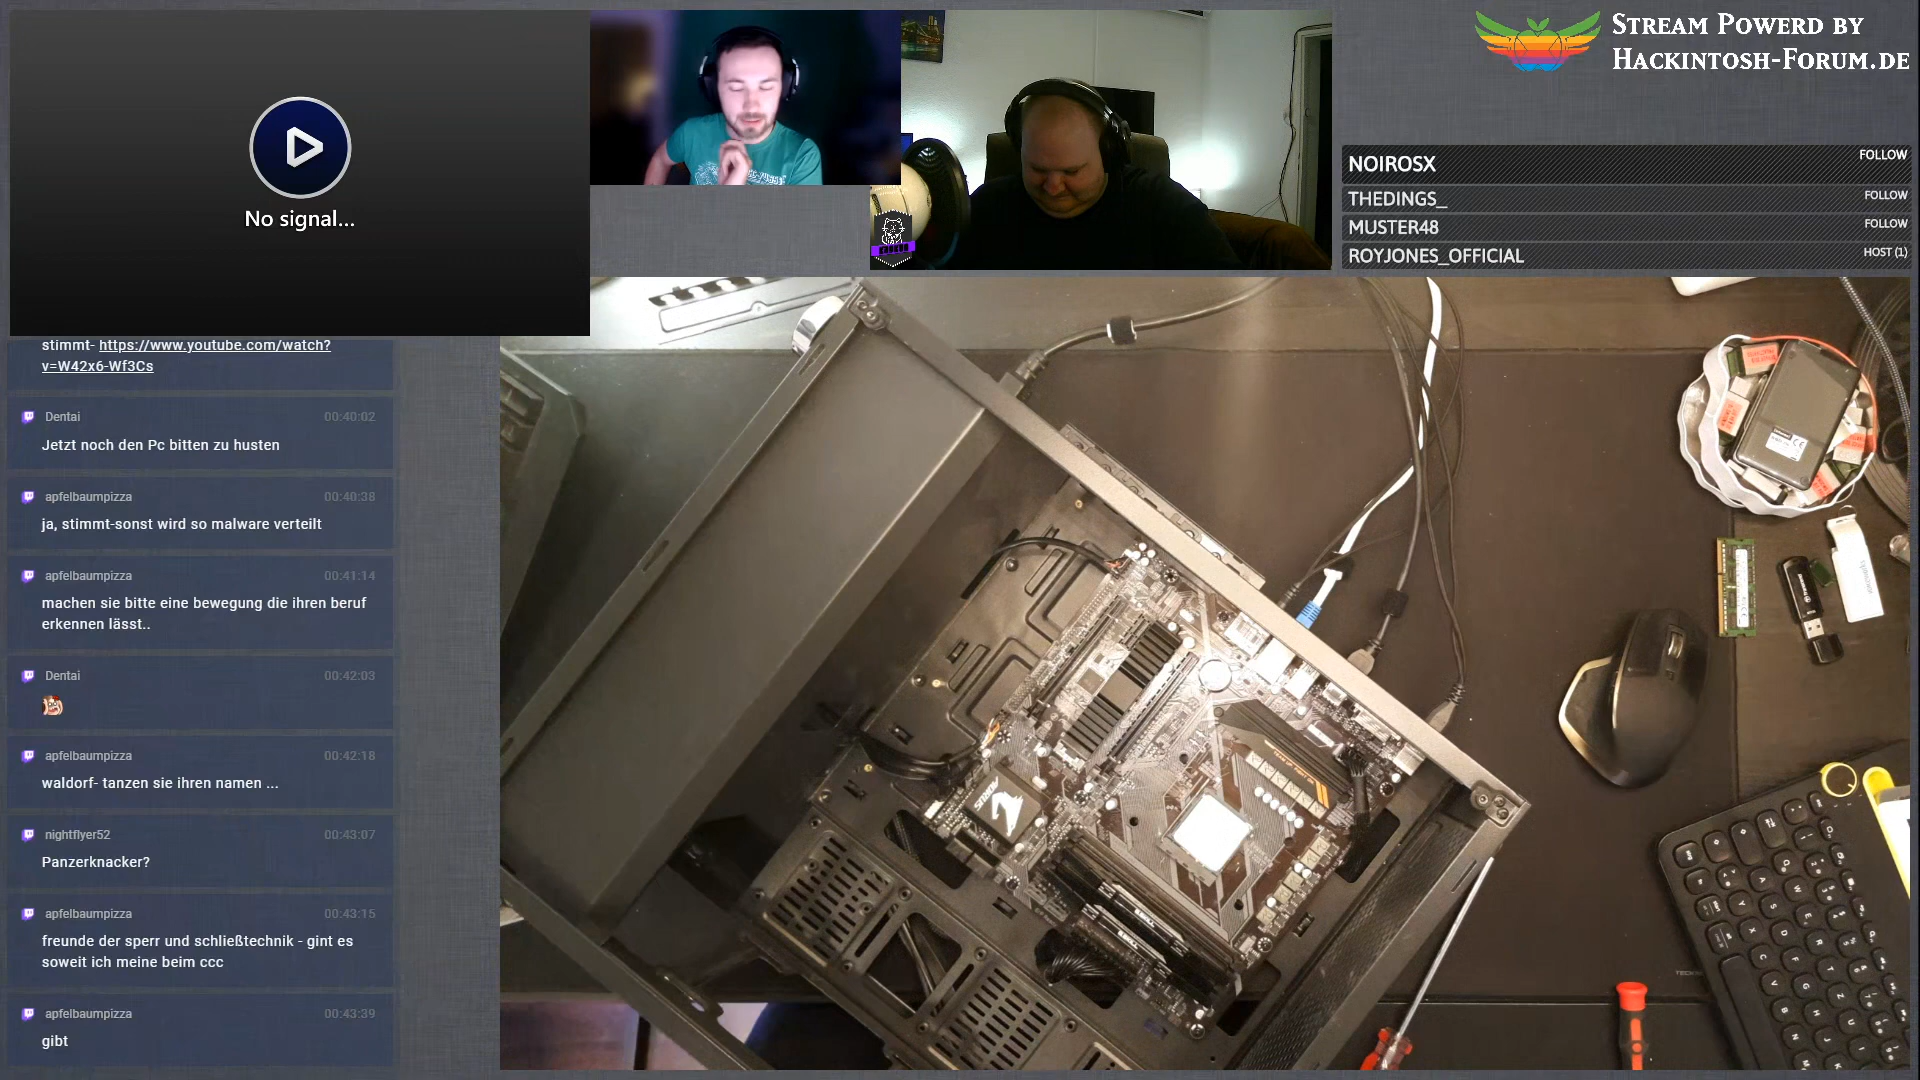 No signal...
STREAM POWERD BY
HACKINTOSH-FORUM.DE
NOIROSX FOLLOW
THEDINGS_ FOLLOW
MUSTER48 FOLLOW
ROYJONES_OFFICIAL HOST (1)
stimmt- https://www.youtube.com/watch?
v=W42x6-Wf3Cs
Dentai 00:40:02
Jetzt noch den Pc bitten zu husten
apfelbaumpizza 00:40:38
ja, stimmt-sonst wird so malware verteilt
apfelbaumpizza 00:41:14
machen sie bitte eine bewegung die ihren beruf
erkennen lässt..
Dentai 00:42:03
apfelbaumpizza 00:42:18
waldorf- tanzen sie ihren namen ...
nightflyer52 00:43:07
Panzerknacker?
apfelbaumpizza 00:43:15
freunde der sperr und schließtechnik - gint es
soweit ich meine beim ccc
apfelbaumpizza 00:43:39
gibt
AORUS
G.SKILL
G.SKILL